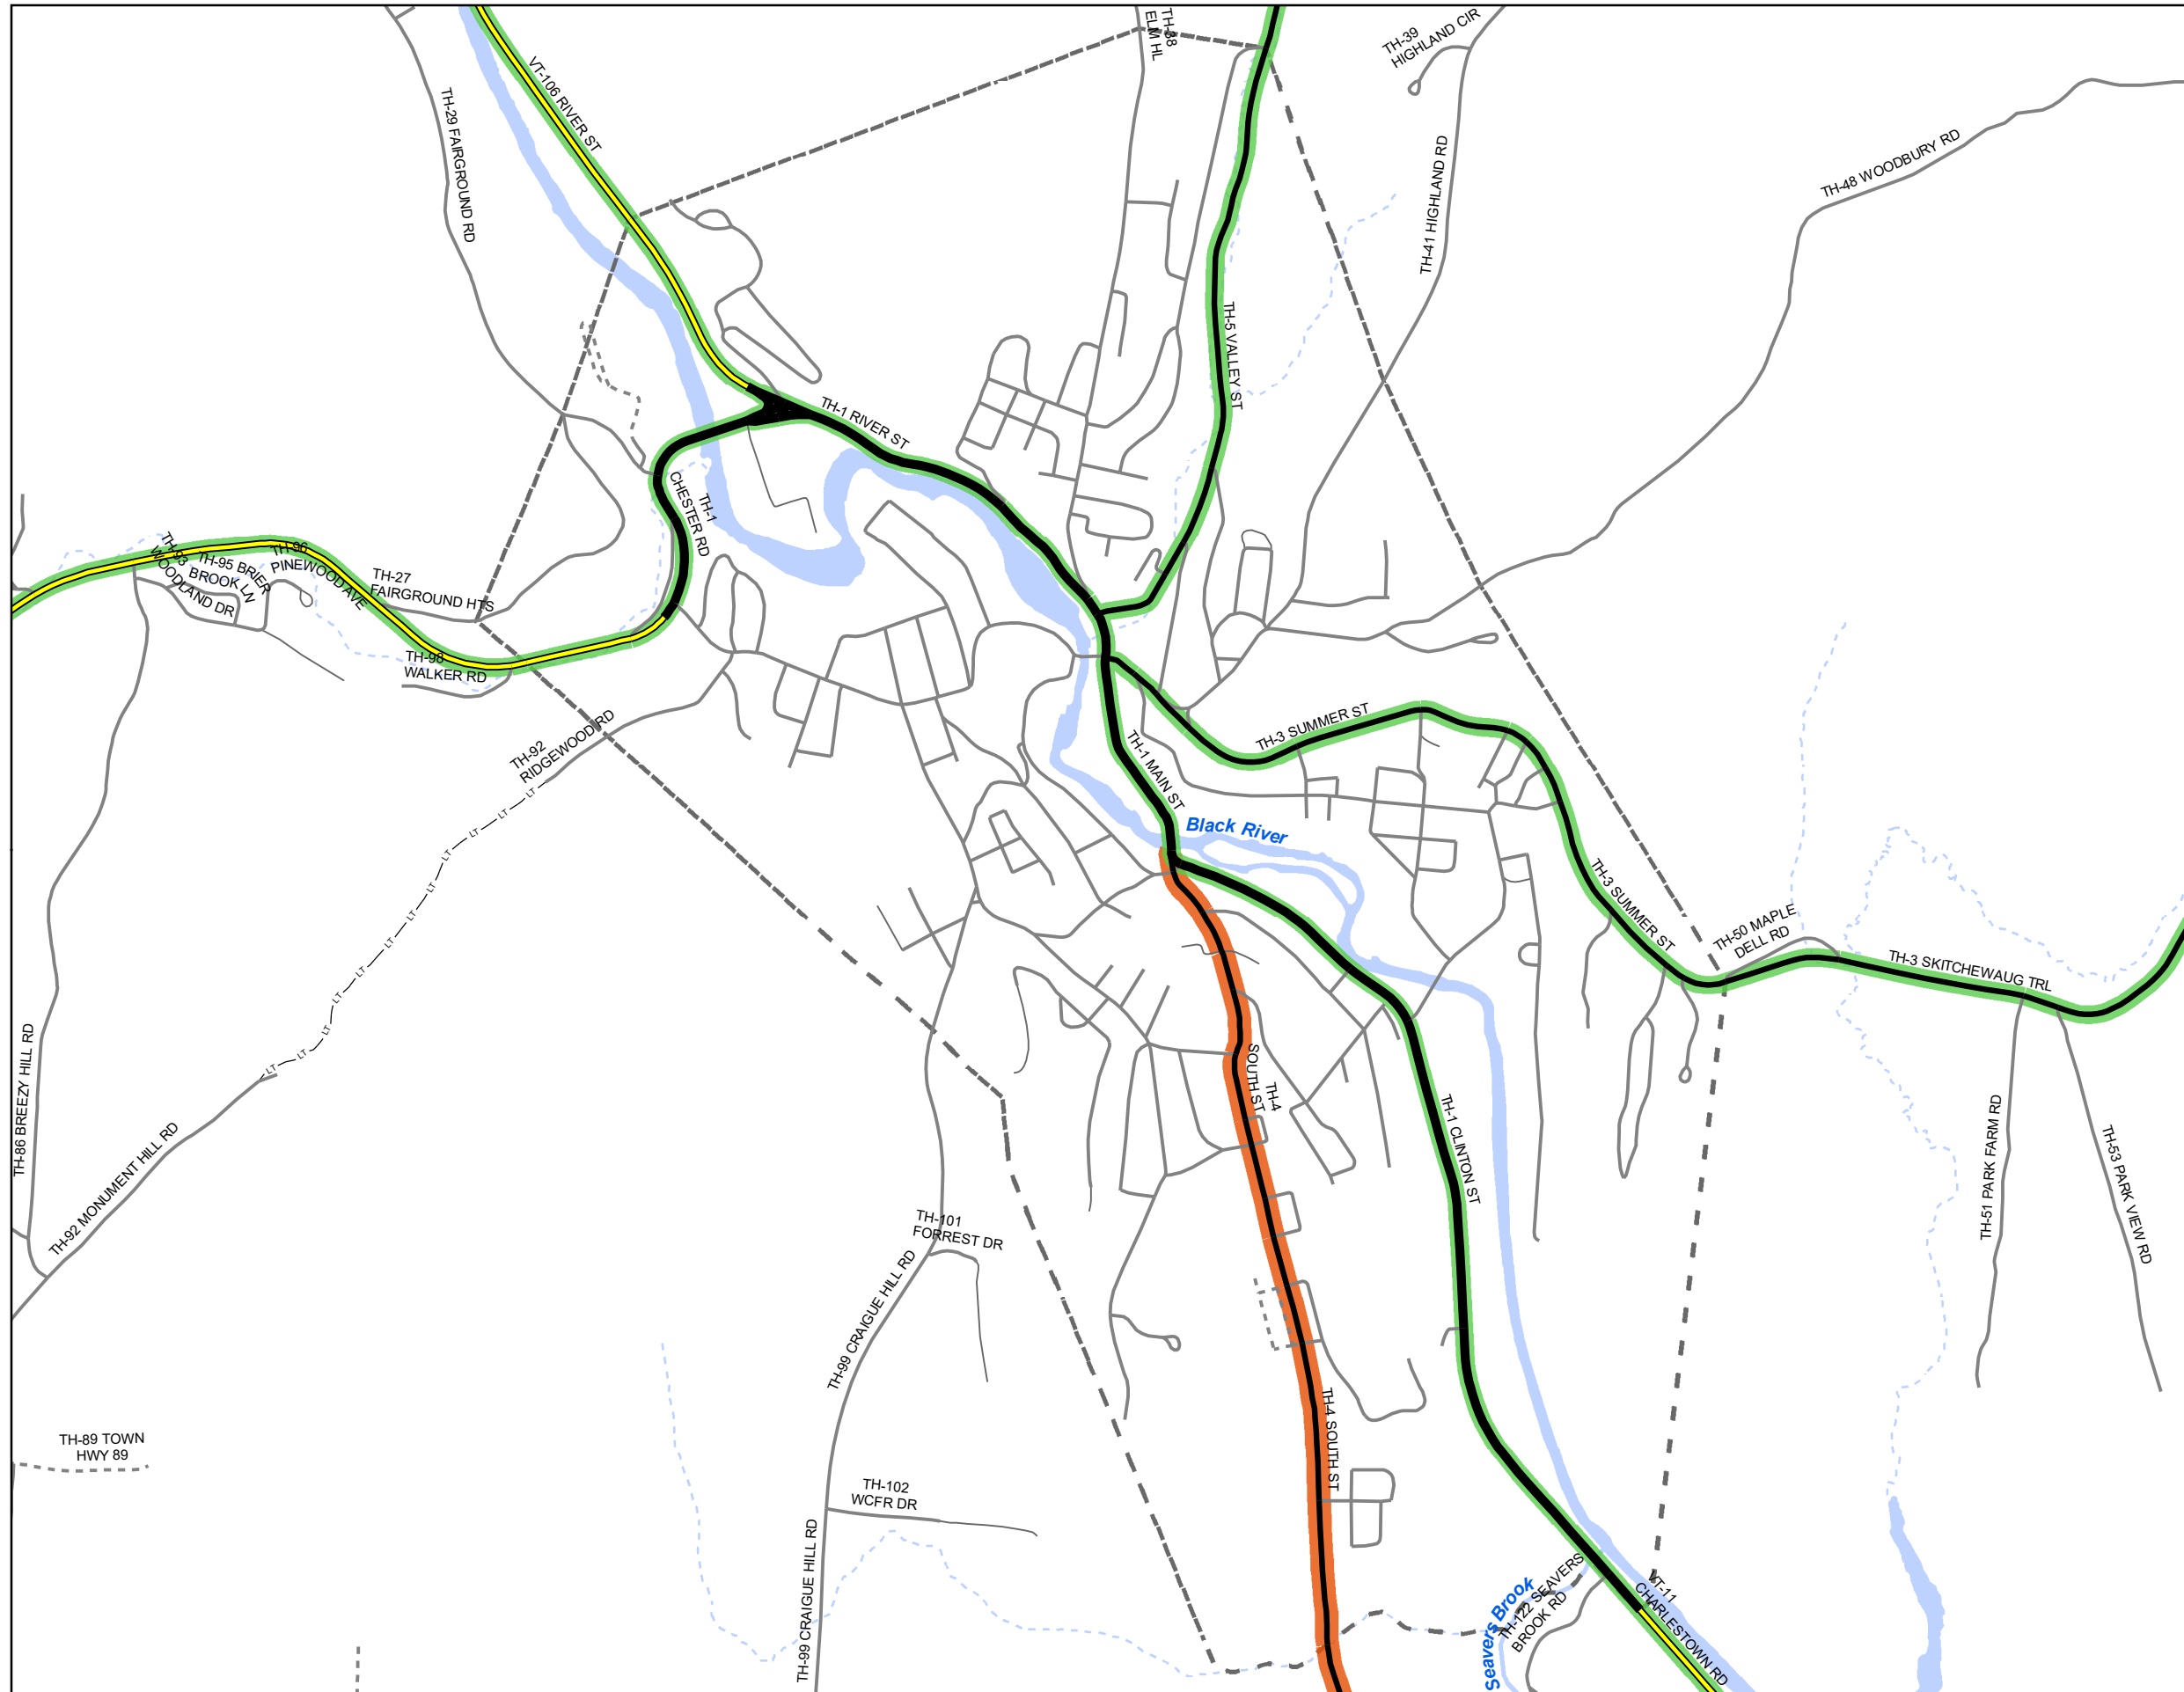 TH-38
ELM HL
TH-39
HIGHLAND CIR
VT-106 RIVER ST
TH-29 FAIRGROUND RD
TH-41 HIGHLAND RD
TH-48 WOODBURY RD
TH-5 VALLEY ST
TH-1 RIVER ST
TH-1
CHESTER RD
TH-93
WOODLAND DR
TH-95 BRIER
BROOK LN
TH-96
PINEWOOD AVE
TH-27
FAIRGROUND HTS
TH-98
WALKER RD
TH-92
RIDGEWOOD RD
TH-3 SUMMER ST
TH-1 MAIN ST
Black River
LT
LT
LT
LT
LT
LT
LT
LT
LT
LT
LT
LT
TH-3 SUMMER ST
TH-50 MAPLE
DELL RD
TH-3 SKITCHEWAUG TRL
TH-86 BREEZY HILL RD
TH-92 MONUMENT HILL RD
TH-4
SOUTH ST
TH-1 CLINTON ST
TH-51 PARK FARM RD
TH-53 PARK VIEW RD
TH-101
FORREST DR
TH-99 CRAIGUE HILL RD
TH-89 TOWN
HWY 89
TH-4 SOUTH ST
TH-102
WCFR DR
TH-99 CRAIGUE HILL RD
Seavers Brook
TH-122 SEAVERS
BROOK RD
VT-11
CHARLESTOWN RD